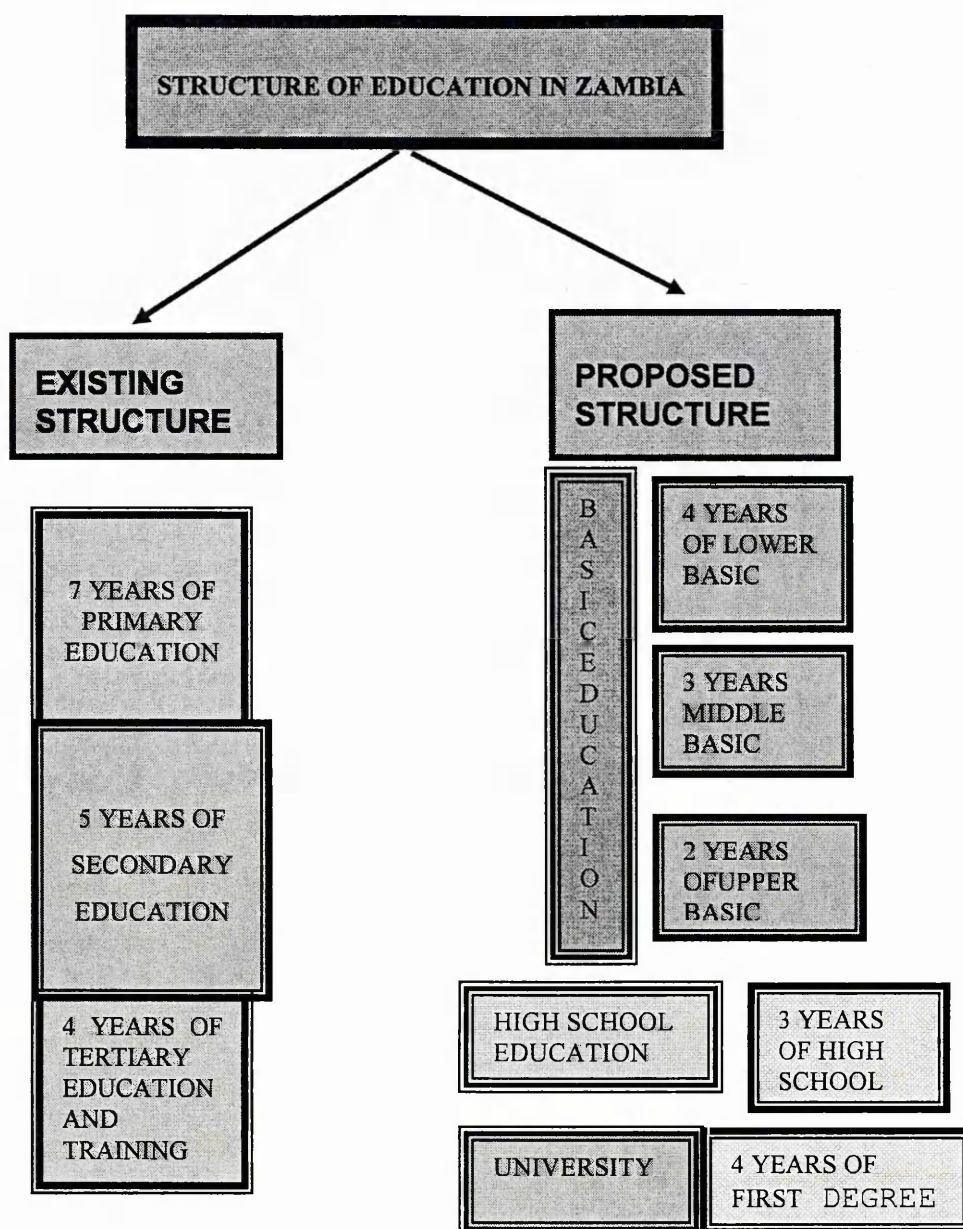 STRUCTURE OF EDUCATION IN ZAMBIA
EXISTING
STRUCTURE
7 YEARS OF
PRIMARY
EDUCATION
5 YEARS OF
SECONDARY
EDUCATION
4 YEARS OF
TERTIARY
EDUCATION
AND
TRAINING
PROPOSED
STRUCTURE
B
A
S
I
C
E
D
U
C
A
T
I
O
N
4 YEARS
OF LOWER
BASIC
3 YEARS
MIDDLE
BASIC
2 YEARS
OFUPPER
BASIC
HIGH SCHOOL
EDUCATION
3 YEARS
OF HIGH
SCHOOL
UNIVERSITY
4 YEARS OF
FIRST DEGREE